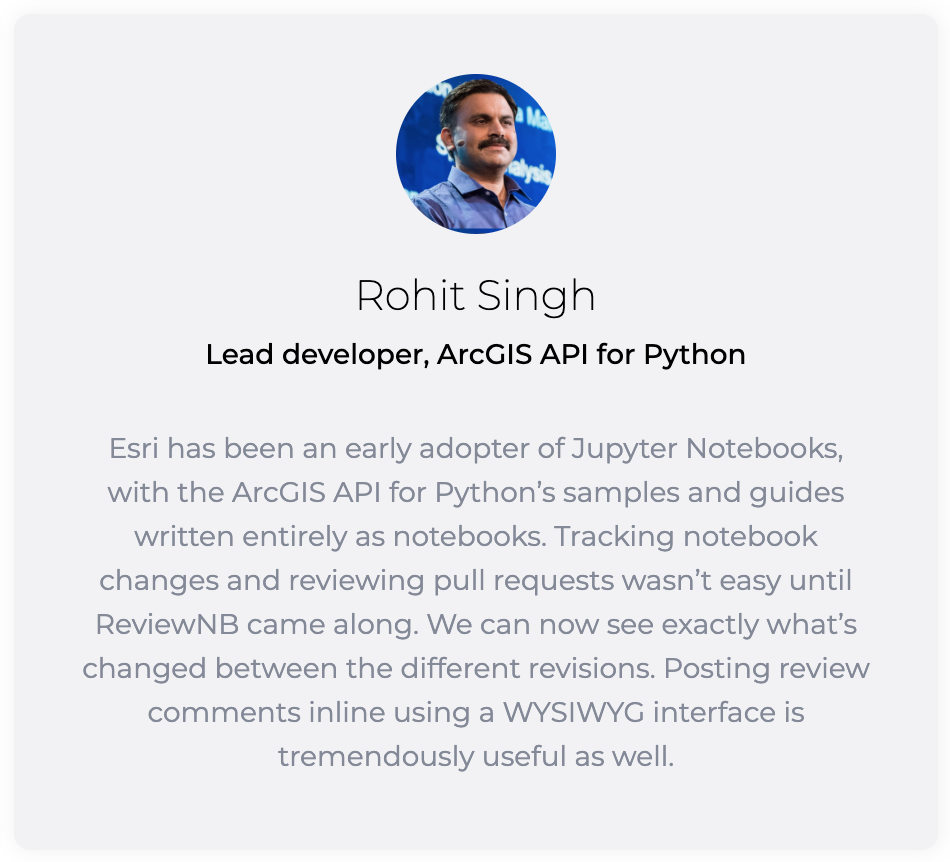 Rohit Singh
Lead developer, ArcGIS API for Python
Esri has been an early adopter of Jupyter Notebooks,
with the ArcGIS API for Python’s samples and guides
written entirely as notebooks. Tracking notebook
changes and reviewing pull requests wasn’t easy until
ReviewNB came along. We can now see exactly what’s
changed between the different revisions. Posting review
comments inline using a WYSIWYG interface is
tremendously useful as well.